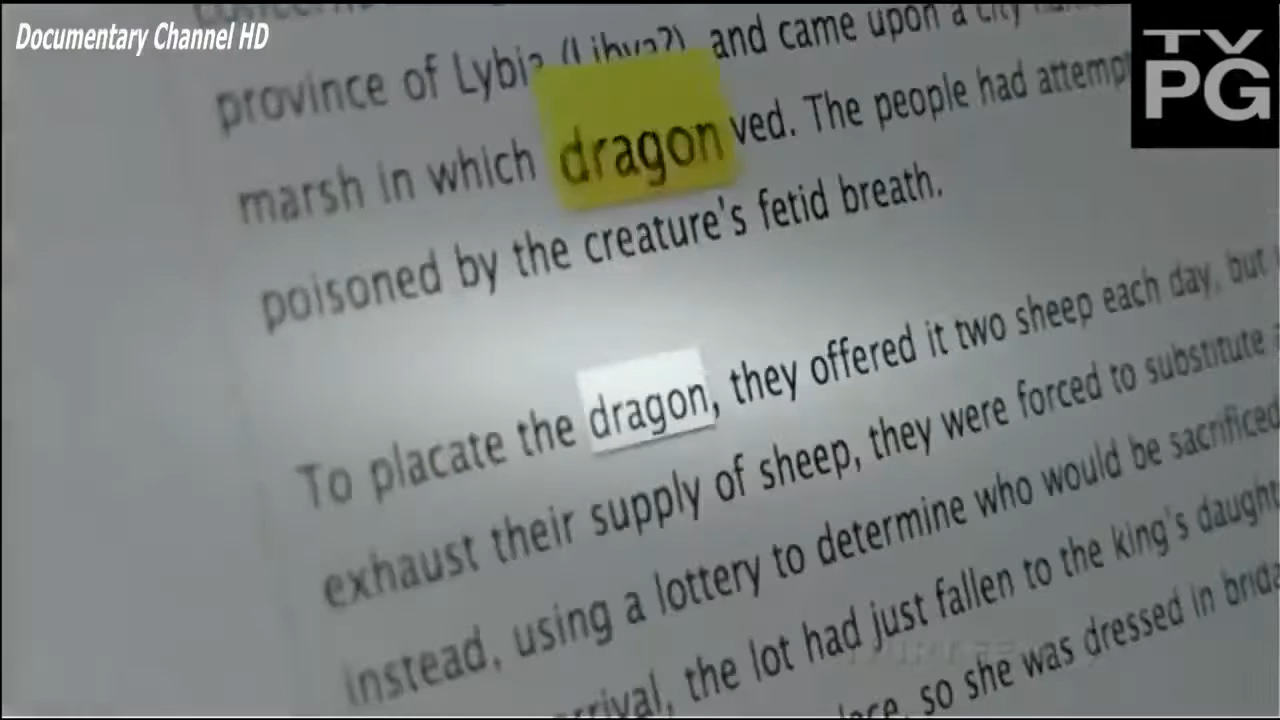 Documentary Channel HD
TV
PG
province of Lybia (Libya?), and came upon a city
marsh in which dragon ved. The people had attemp
poisoned by the creature's fetid breath.
To placate the dragon, they offered it two sheep each day, but
exhaust their supply of sheep, they were forced to substitute
instead, using a lottery to determine who would be sacrificed
rrival, the lot had just fallen to the king's daught
lace, so she was dressed in brida